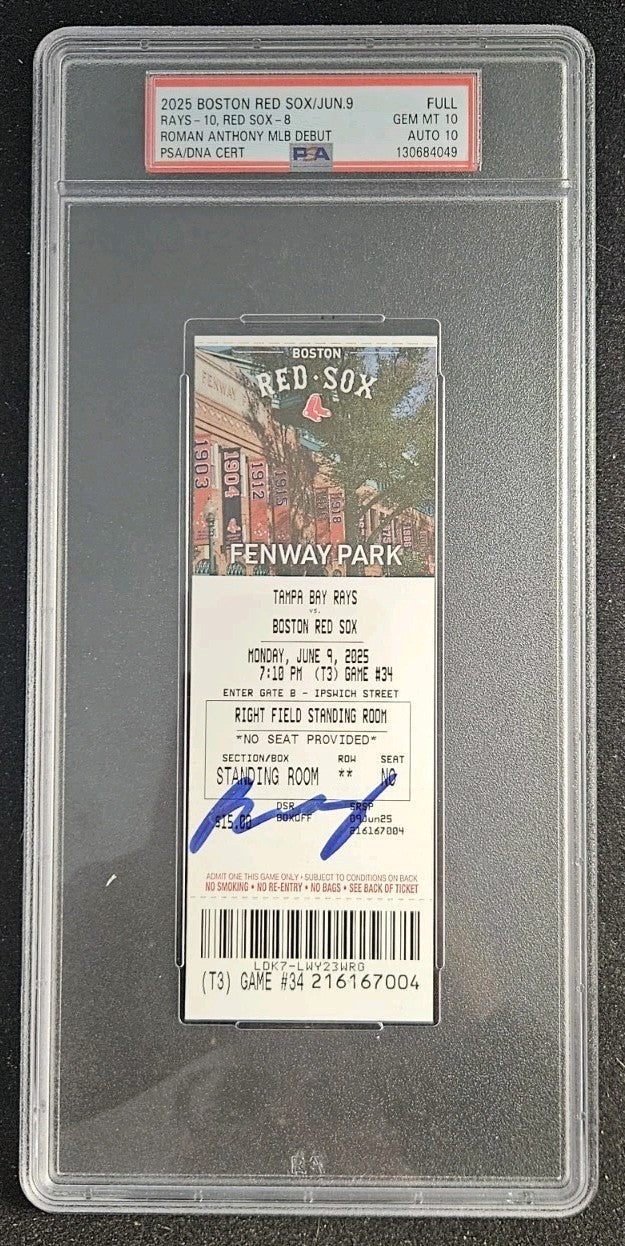 2025 BOSTON RED SOX/JUN.9 FULL
RAYS-10, RED SOX-8 GEM MT 10
ROMAN ANTHONY MLB DEBUT AUTO 10
PSA/DNA CERT PSA 130684049
BOSTON
RED·SOX
FENWAY
1903
1904
1912
1915
1918
FENWAY PARK
TAMPA BAY RAYS
vs.
BOSTON RED SOX
MONDAY, JUNE 9, 2025
7:10 PM (T3) GAME #34
ENTER GATE B - IPSWICH STREET
RIGHT FIELD STANDING ROOM
*NO SEAT PROVIDED*
SECTION/BOX ROW SEAT
STANDING ROOM ** NO
$15.00 DSR SRSP
BOXOFF 09Jun25
216167004
ADMIT ONE THIS GAME ONLY • SUBJECT TO CONDITIONS ON BACK
NO SMOKING • NO RE-ENTRY • NO BAGS • SEE BACK OF TICKET
LDK7-LWY23WRG
(T3) GAME #34 216167004